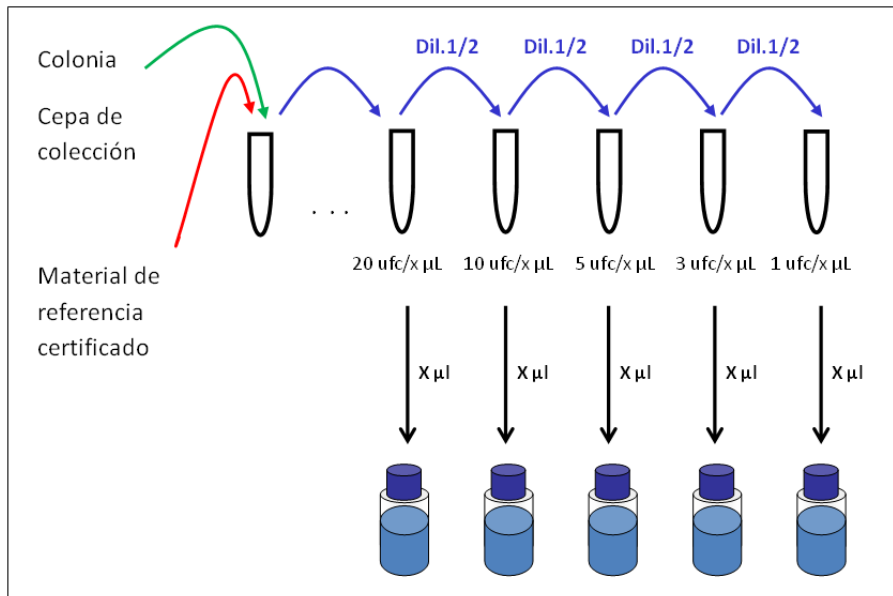 Dil.1/2 Dil.1/2 Dil.1/2 Dil.1/2
Colonia
Cepa de
colección
. . .
20 ufc/x µL 10 ufc/x µL 5 ufc/x µL 3 ufc/x µL 1 ufc/x µL
Material de
referencia
certificado
X µl X µl X µl X µl X µl